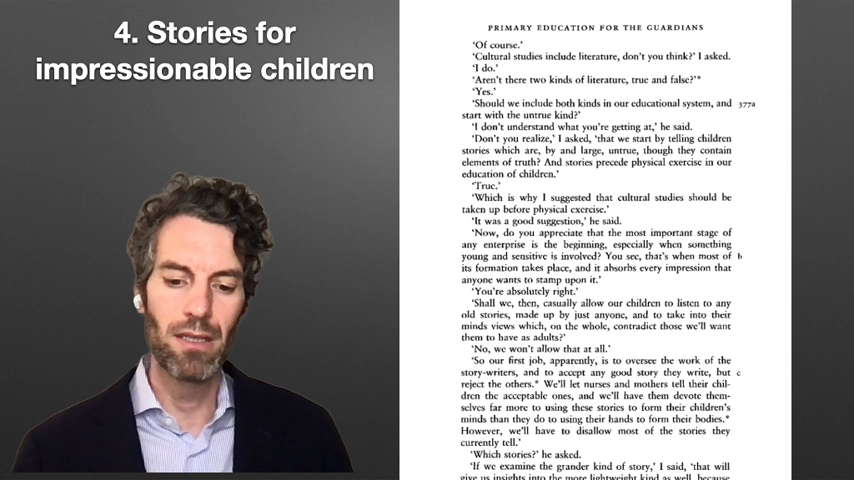 4. Stories for
impressionable children
PRIMARY EDUCATION FOR THE GUARDIANS
‘Of course.’
‘Cultural studies include literature, don't you think?’ I asked.
‘I do.’
‘Aren't there two kinds of literature, true and false?’*
‘Yes.’
‘Should we include both kinds in our educational system, and 377a
start with the untrue kind?’
‘I don't understand what you're getting at,’ he said.
‘Don't you realize,’ I asked, ‘that we start by telling children
stories which are, by and large, untrue, though they contain
elements of truth? And stories precede physical exercise in our
education of children.’
‘True.’
‘Which is why I suggested that cultural studies should be
taken up before physical exercise.’
‘It was a good suggestion,’ he said.
‘Now, do you appreciate that the most important stage of
any enterprise is the beginning, especially when something
young and sensitive is involved? You see, that's when most of b
its formation takes place, and it absorbs every impression that
anyone wants to stamp upon it.’
‘You're absolutely right.’
‘Shall we, then, casually allow our children to listen to any
old stories, made up by just anyone, and to take into their
minds views which, on the whole, contradict those we'll want
them to have as adults?’
‘No, we won't allow that at all.’
‘So our first job, apparently, is to oversee the work of the
story-writers, and to accept any good story they write, but c
reject the others.* We'll let nurses and mothers tell their chil-
dren the acceptable ones, and we'll have them devote them-
selves far more to using these stories to form their children's
minds than they do to using their hands to form their bodies.*
However, we'll have to disallow most of the stories they
currently tell.’
‘Which stories?’ he asked.
‘If we examine the grander kind of story,’ I said, ‘that will
give us insights into the more lightweight kind as well, because